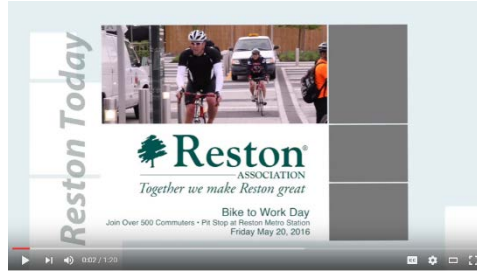 Reston Today
Reston®
ASSOCIATION
Together we make Reston great
Bike to Work Day
Join Over 500 Commuters • Pit Stop at Reston Metro Station
Friday May 20, 2016
0:02 / 1:20